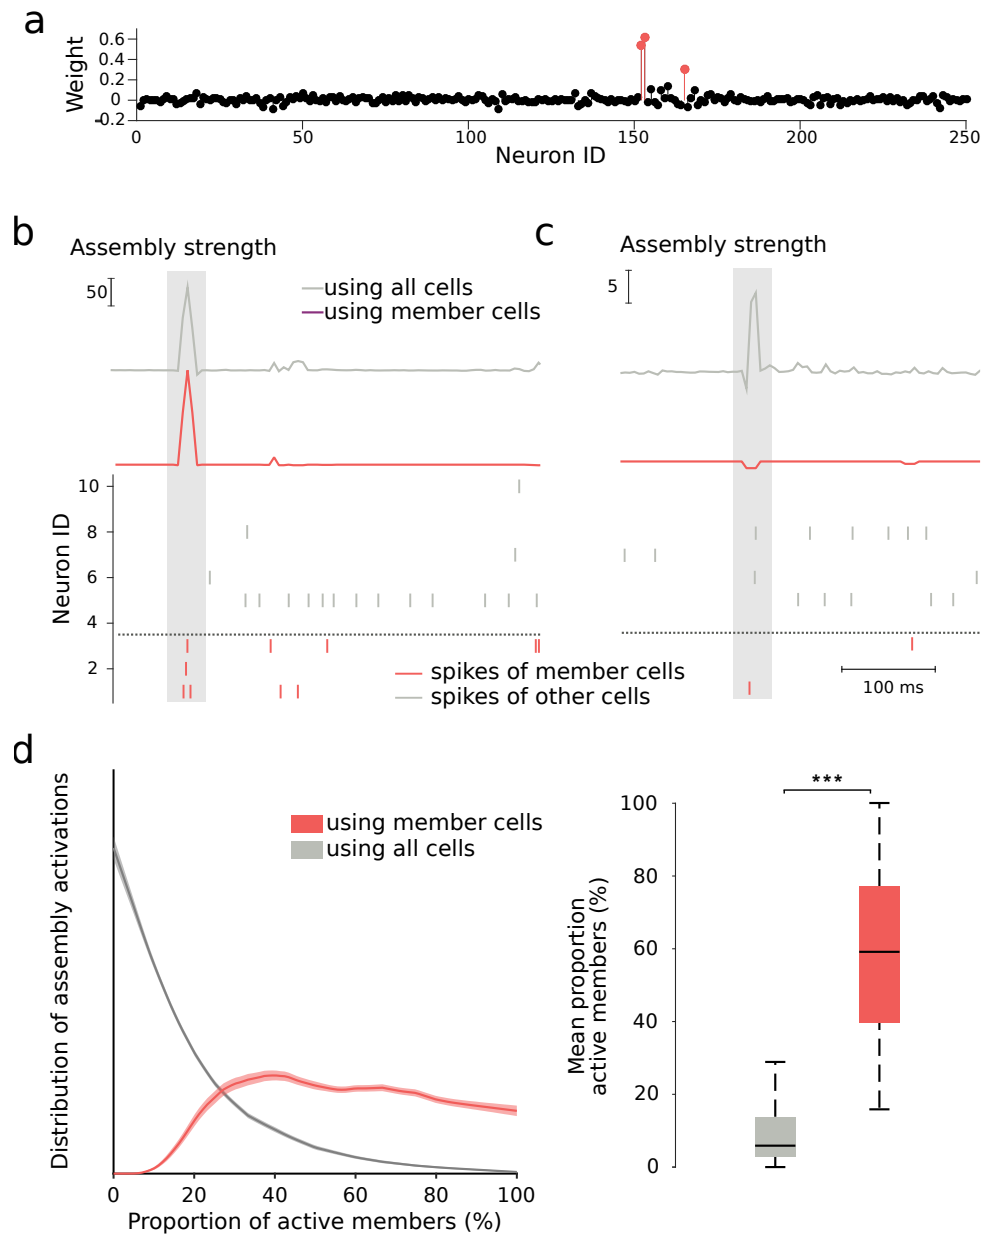 a
Weight
0.6
0.4
0.2
0
-0.2
0
50
100
150
200
250
Neuron ID
b
Assembly strength
50
using all cells
using member cells
Neuron ID
10
8
6
4
2
spikes of member cells
spikes of other cells
c
Assembly strength
5
100 ms
d
Distribution of assembly activations
using member cells
using all cells
0
20
40
60
80
100
Proportion of active members (%)
***
Mean proportion
active members (%)
100
80
60
40
20
0